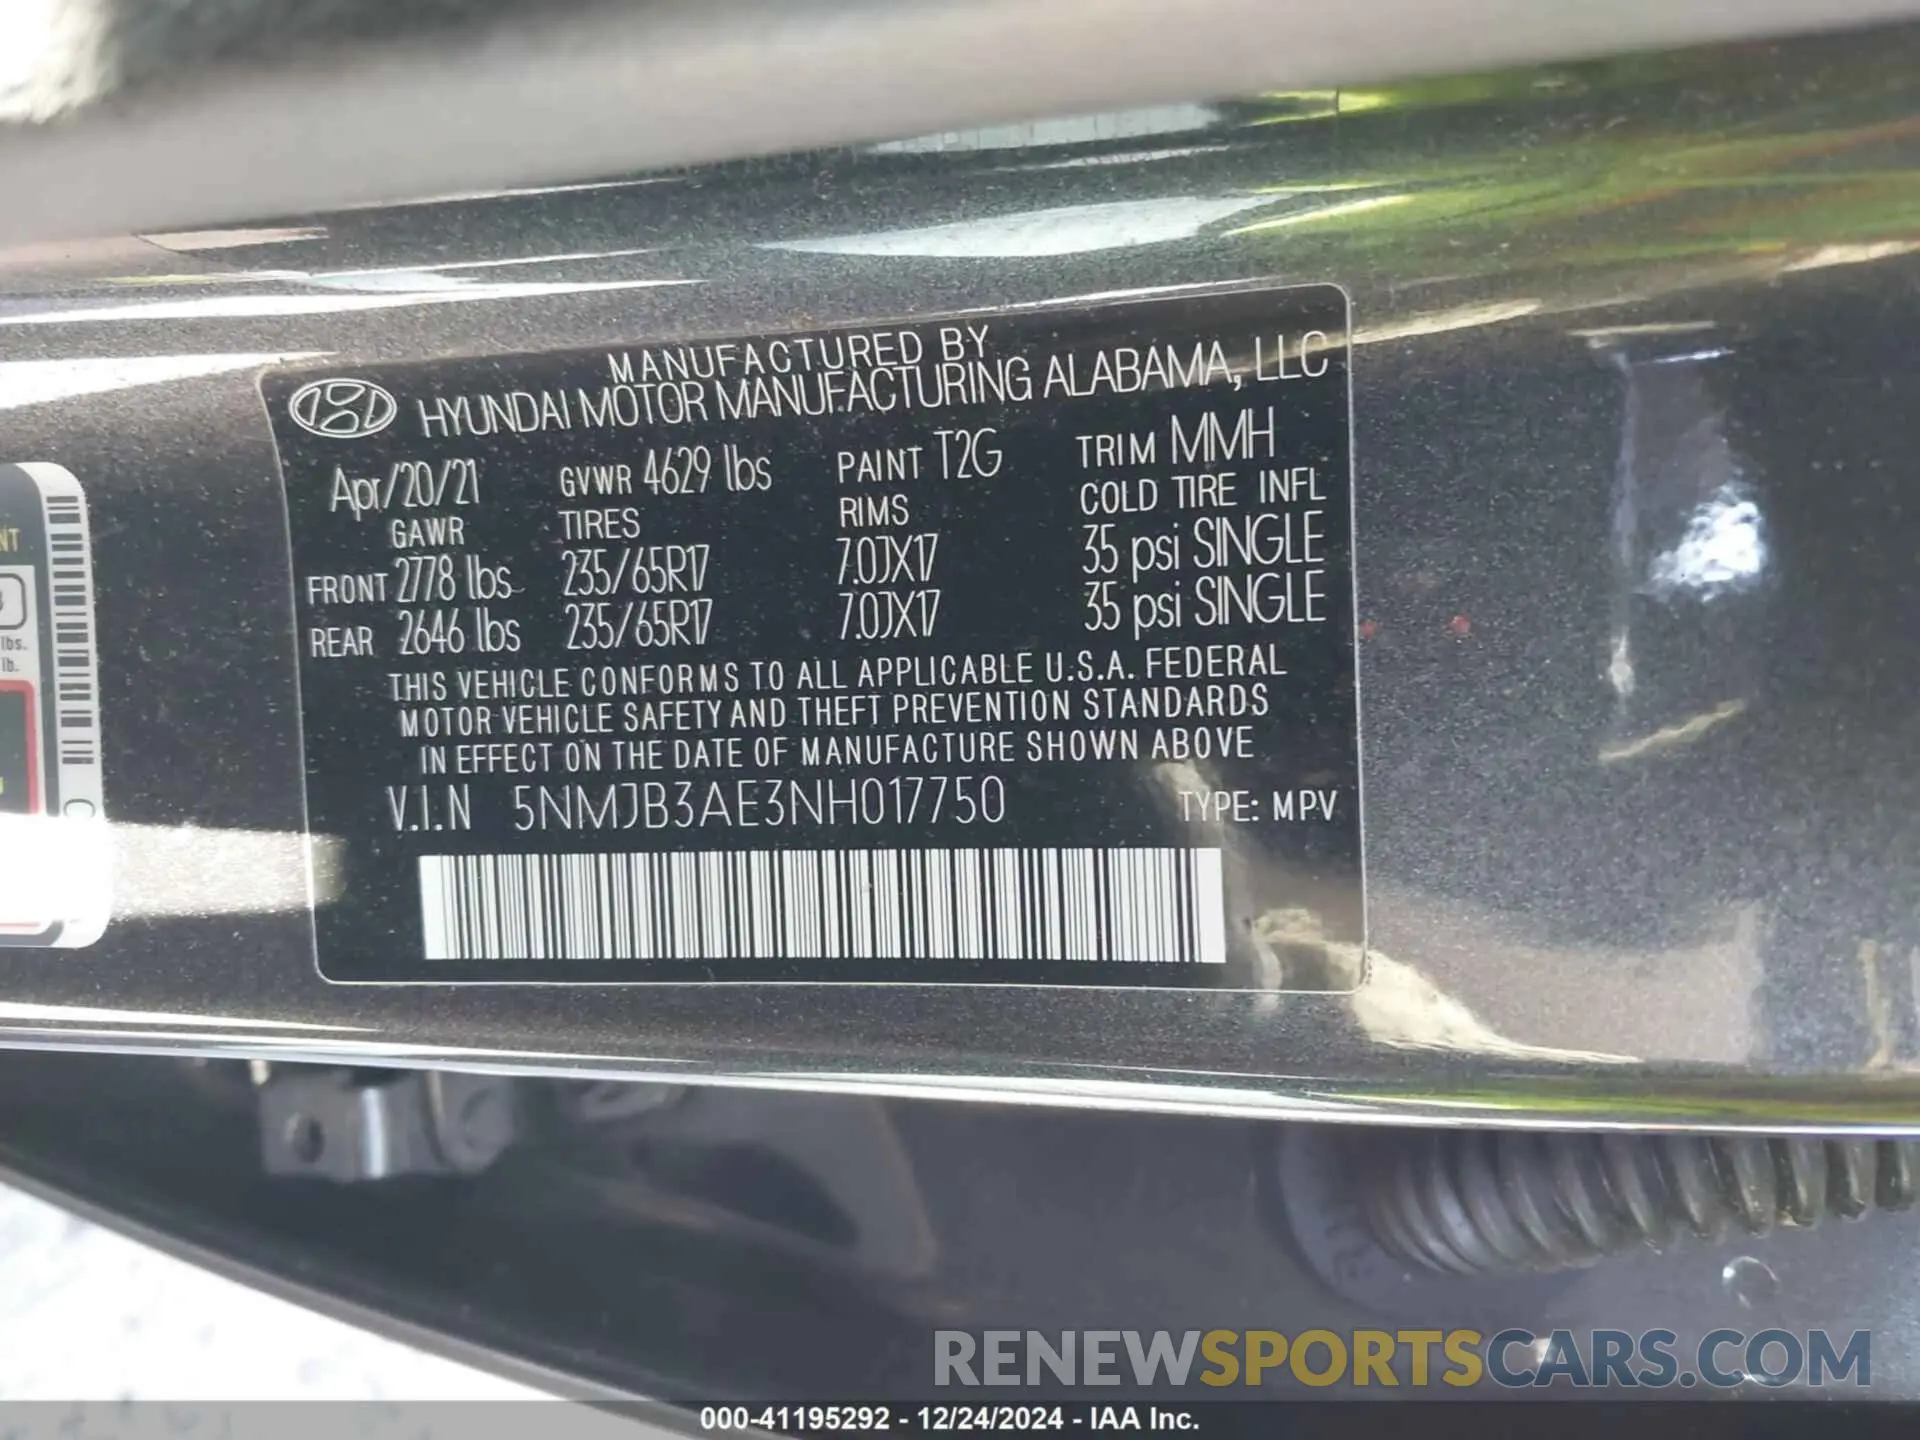 MANUFACTURED BY
HYUNDAI MOTOR MANUFACTURING ALABAMA, LLC
Apr/20/21 GVWR 4629 lbs PAINT T2G TRIM MMH
GAWR TIRES RIMS COLD TIRE INFL
FRONT 2778 lbs 235/65R17 7.0JX17 35 psi SINGLE
REAR 2646 lbs 235/65R17 7.0JX17 35 psi SINGLE
THIS VEHICLE CONFORMS TO ALL APPLICABLE U.S.A. FEDERAL
MOTOR VEHICLE SAFETY AND THEFT PREVENTION STANDARDS
IN EFFECT ON THE DATE OF MANUFACTURE SHOWN ABOVE
V.I.N 5NMJB3AE3NH017750 TYPE: MPV
NT
lbs.
lb.
RENEWSPORTSCARS.COM
000-41195292 - 12/24/2024 - IAA Inc.